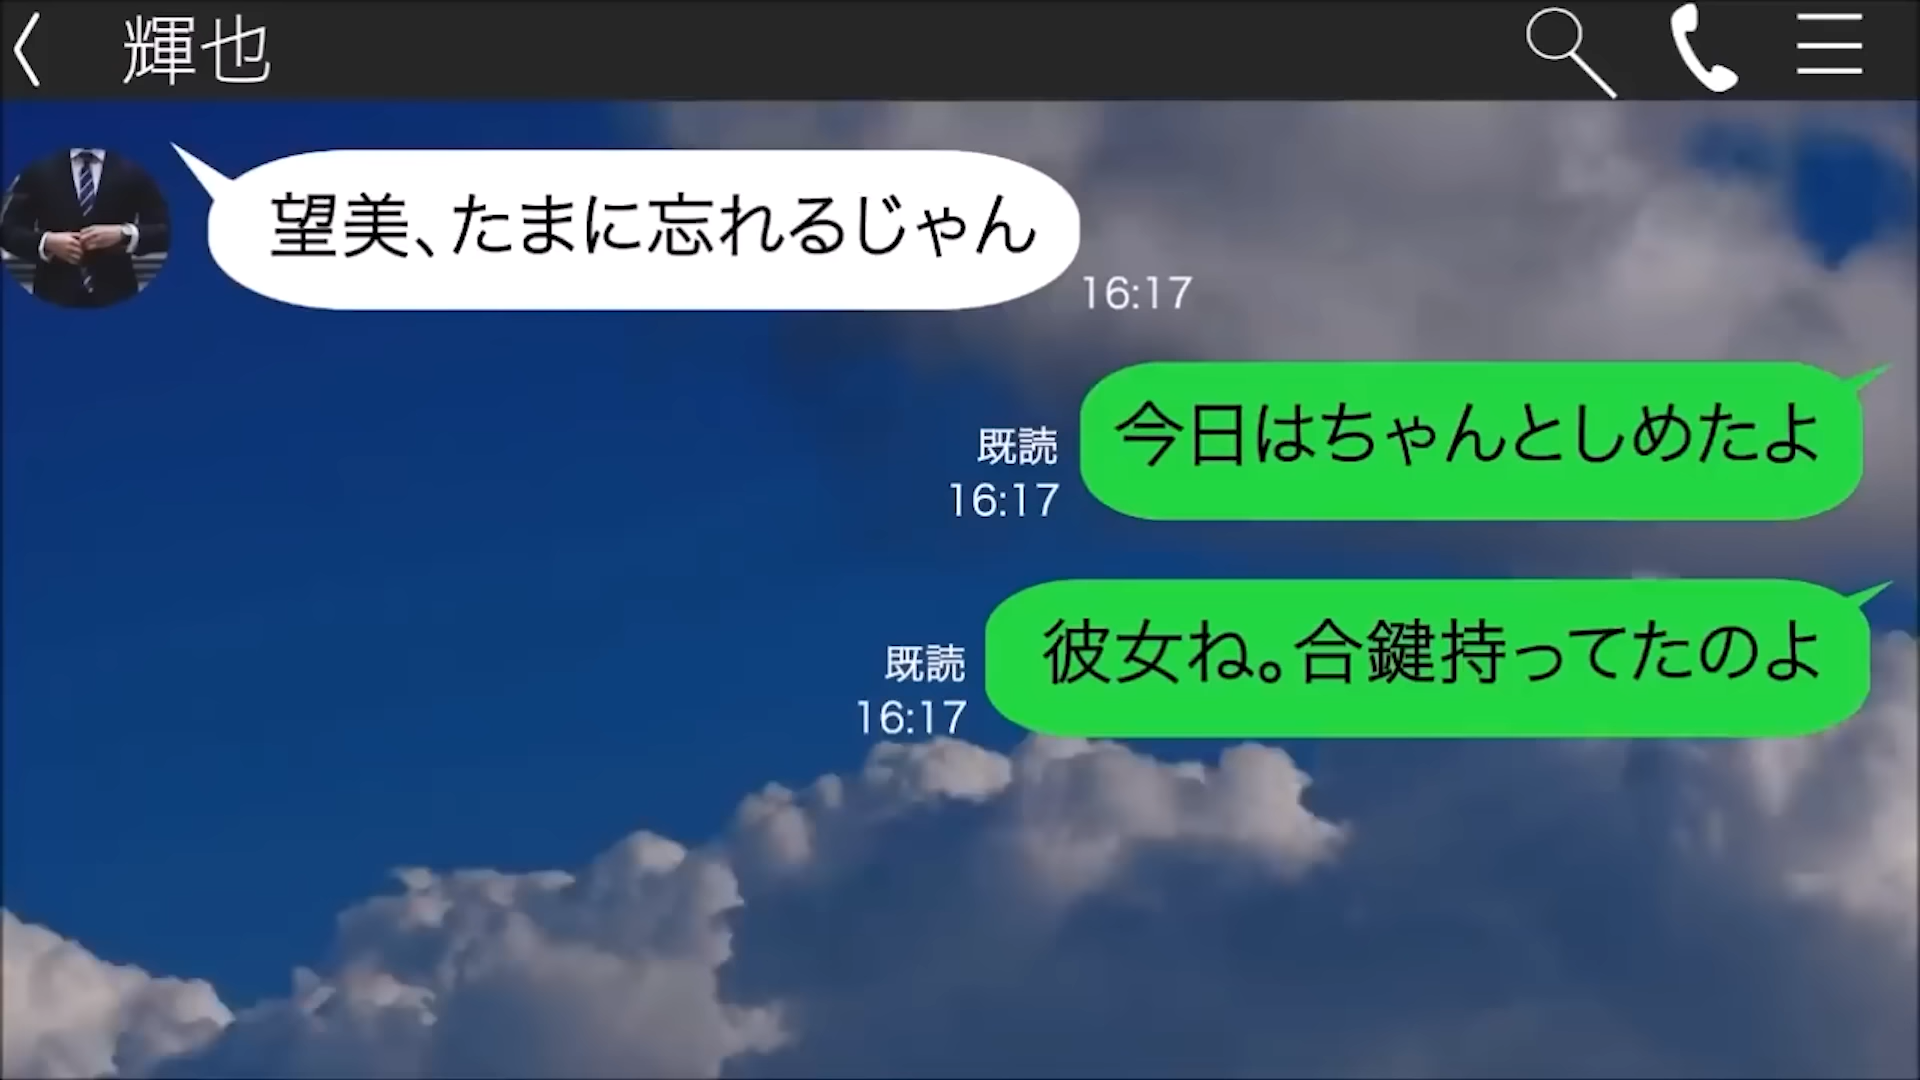 輝也
望美、たまに忘れるじゃん
16:17
今日はちゃんとしめたよ
既読
16:17
彼女ね。合鍵持ってたのよ
既読
16:17